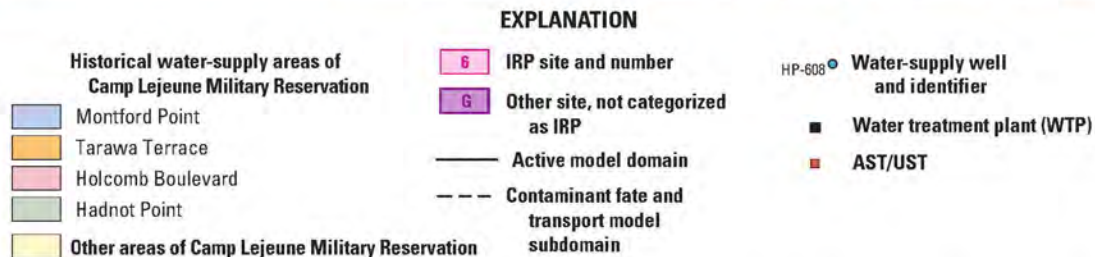 EXPLANATION
Historical water-supply areas of
Camp Lejeune Military Reservation
Montford Point
Tarawa Terrace
Holcomb Boulevard
Hadnot Point
Other areas of Camp Lejeune Military Reservation
6 IRP site and number
G Other site, not categorized
as IRP
Active model domain
Contaminant fate and
transport model
subdomain
HP-608 Water-supply well
and identifier
Water treatment plant (WTP)
AST/UST